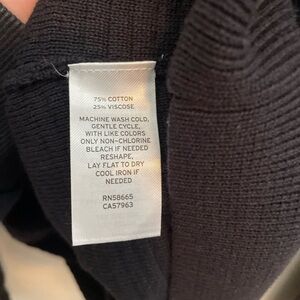 75% COTTON
25% VISCOSE
MACHINE WASH COLD,
GENTLE CYCLE,
WITH LIKE COLORS
ONLY NON-CHLORINE
BLEACH IF NEEDED
RESHAPE,
LAY FLAT TO DRY
COOL IRON IF
NEEDED
RN58665
CA57963